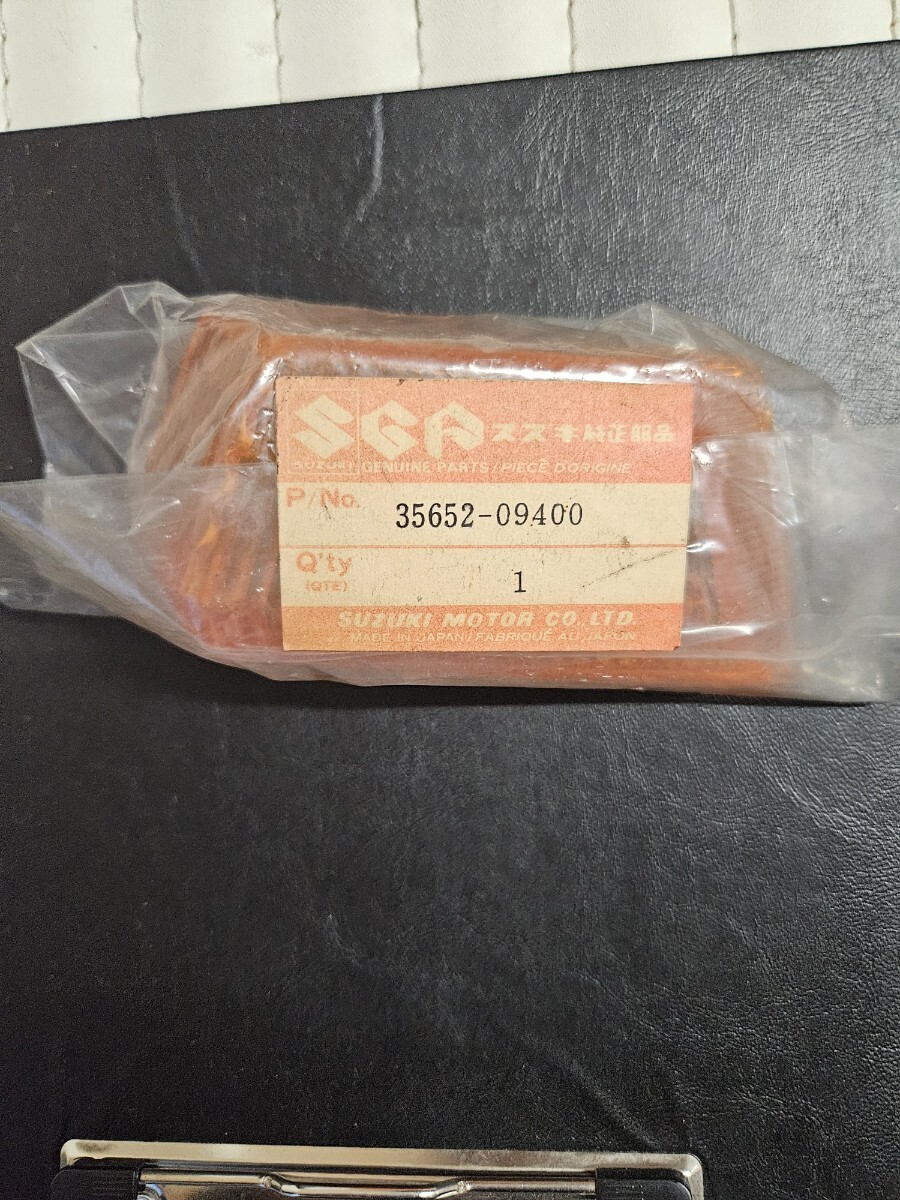 SGP スズキ純正部品
SUZUKI GENUINE PARTS/PIECE D'ORIGINE
P/No. 35652-09400
Q'ty 1
(QTE)
SUZUKI MOTOR CO., LTD.
MADE IN JAPAN/FABRIQUÉ AU JAPON